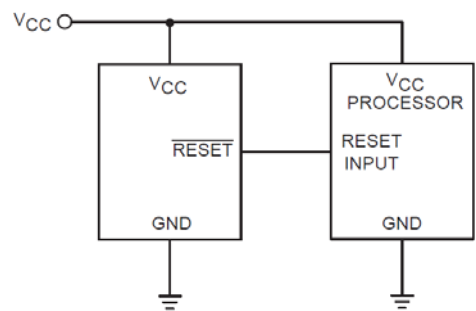 VCC
VCC
RESET
GND
VCC
PROCESSOR
RESET
INPUT
GND